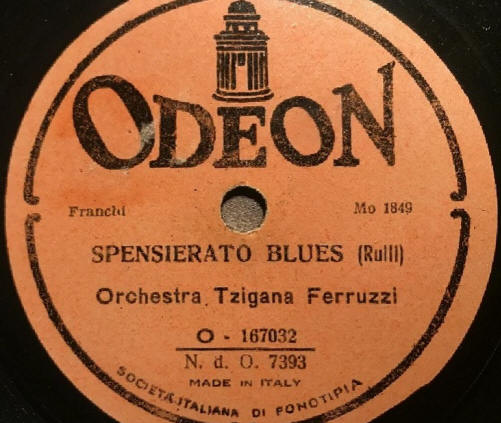 ODEON
Franchi Mo 1849
SPENSIERATO BLUES (Rulli)
Orchestra Tzigana Ferruzzi
O - 167032
N. d. O. 7393
MADE IN ITALY
SOCIETÀ ITALIANA DI FONOTIPIA